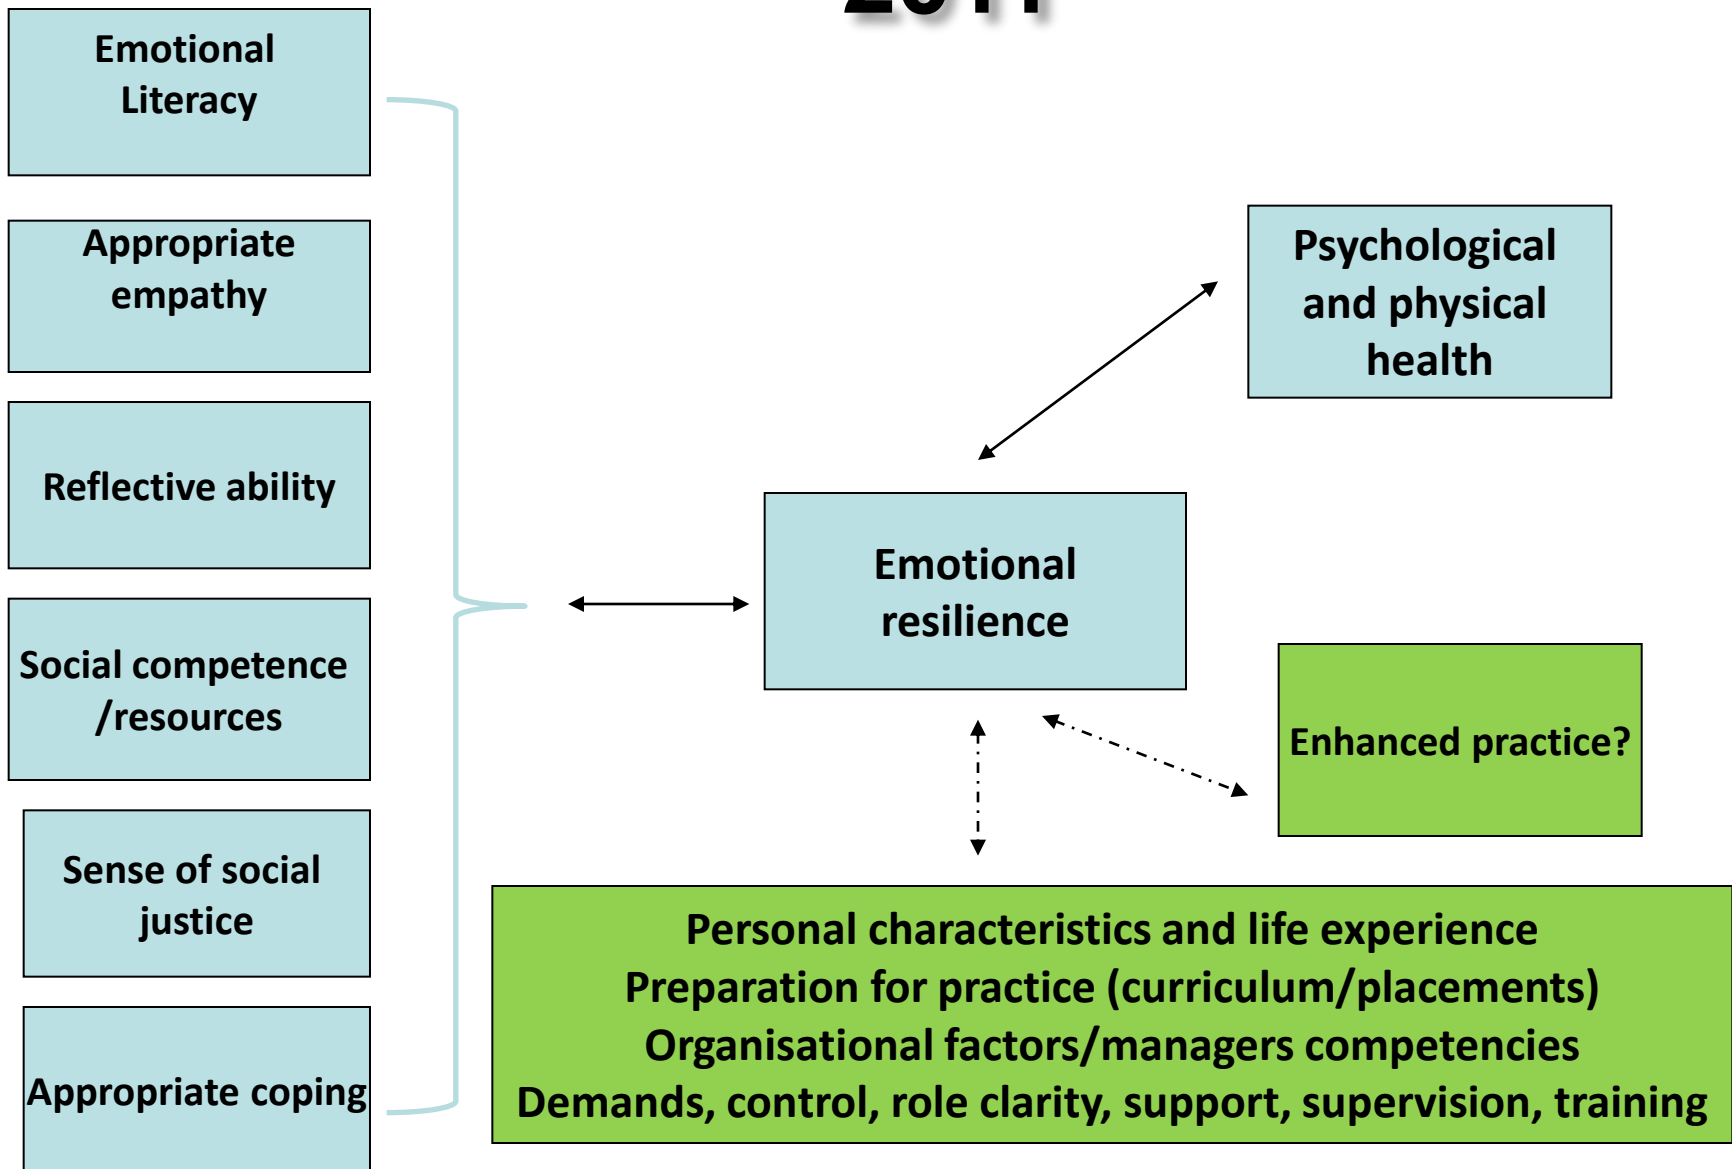 Emotional
Literacy
Appropriate
empathy
Reflective ability
Social competence
/resources
Sense of social
justice
Appropriate coping
Emotional
resilience
Psychological
and physical
health
Enhanced practice?
Personal characteristics and life experience
Preparation for practice (curriculum/placements)
Organisational factors/managers competencies
Demands, control, role clarity, support, supervision, training